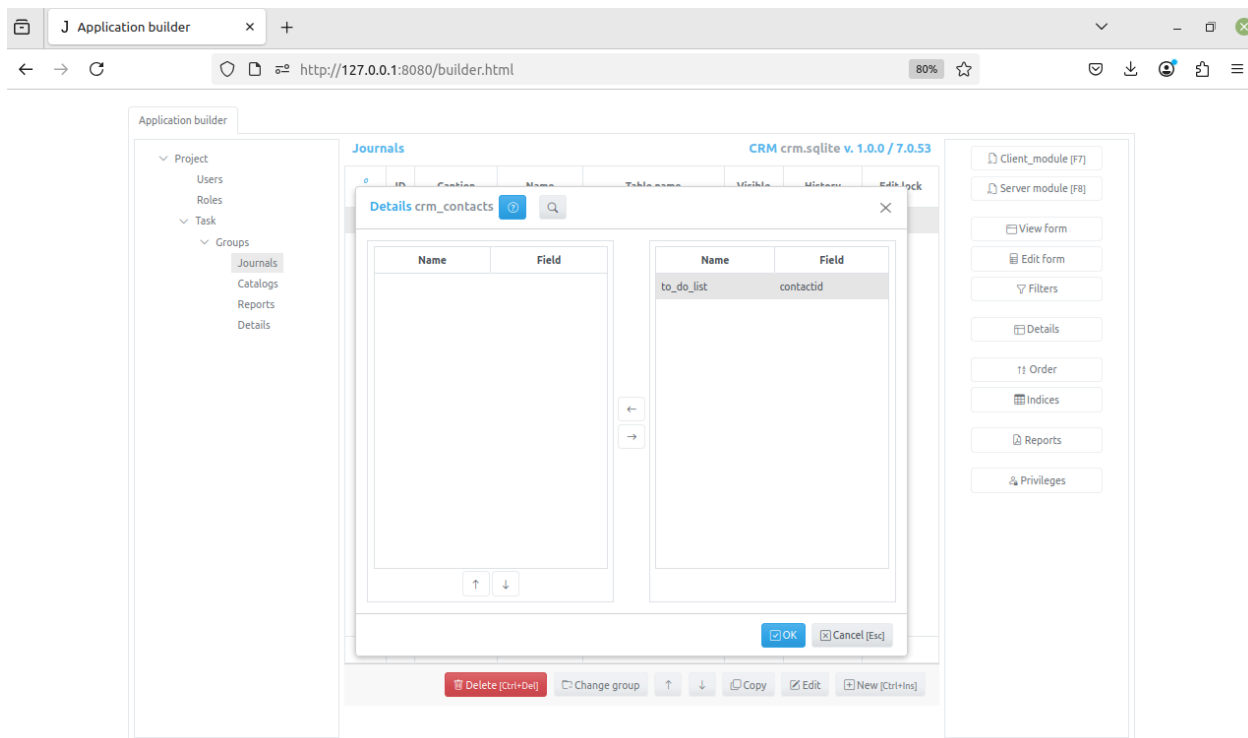 J Application builder
http://127.0.0.1:8080/builder.html
80%
Application builder
Project
Users
Roles
Task
Groups
Journals
Catalogs
Reports
Details
Journals
CRM crm.sqlite v. 1.0.0 / 7.0.53
ID Caption Name Table name Visible History Edit lock
Details crm_contacts
Name Field
Name Field
to_do_list contactid
OK
Cancel [Esc]
Delete [Ctrl+Del]
Change group
Copy
Edit
New [Ctrl+Ins]
Client_module [F7]
Server module [F8]
View form
Edit form
Filters
Details
Order
Indices
Reports
Privileges